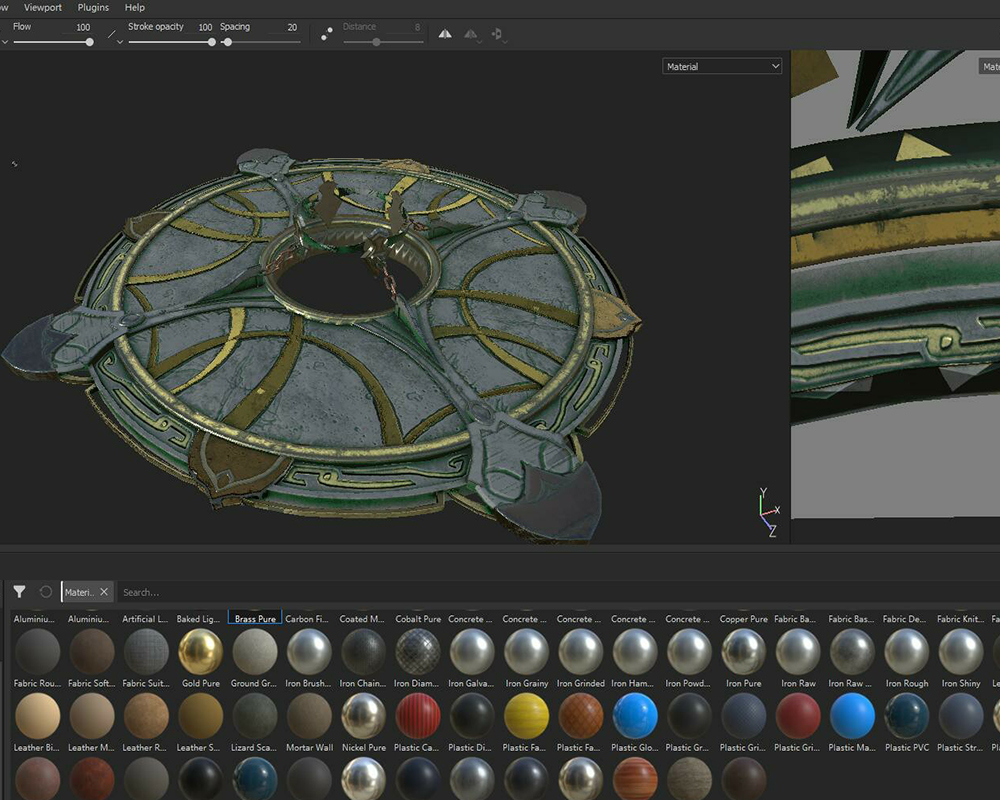 ow Viewport Plugins Help
Flow 100 Stroke opacity 100 Spacing 20 Distance 8
Material Mate
Y
X
Z
Materi.. Search...
Aluminiu... Aluminiu... Artificial L... Baked Lig... Brass Pure Carbon Fi... Coated M... Cobalt Pure Concrete ... Concrete ... Concrete ... Concrete ... Concrete ... Copper Pure Fabric Ba... Fabric Bas... Fabric De... Fabric Knit... Fa
Fabric Rou... Fabric Soft... Fabric Suit... Gold Pure Ground Gr... Iron Brush... Iron Chain... Iron Diam... Iron Galva... Iron Grainy Iron Grinded Iron Ham... Iron Powd... Iron Pure Iron Raw Iron Raw ... Iron Rough Iron Shiny Le
Leather Bi... Leather M... Leather R... Leather S... Lizard Sca... Mortar Wall Nickel Pure Plastic Ca... Plastic Di... Plastic Fa... Plastic Fa... Plastic Glo... Plastic Gr... Plastic Gri... Plastic Gri... Plastic Ma... Plastic PVC Plastic Str...